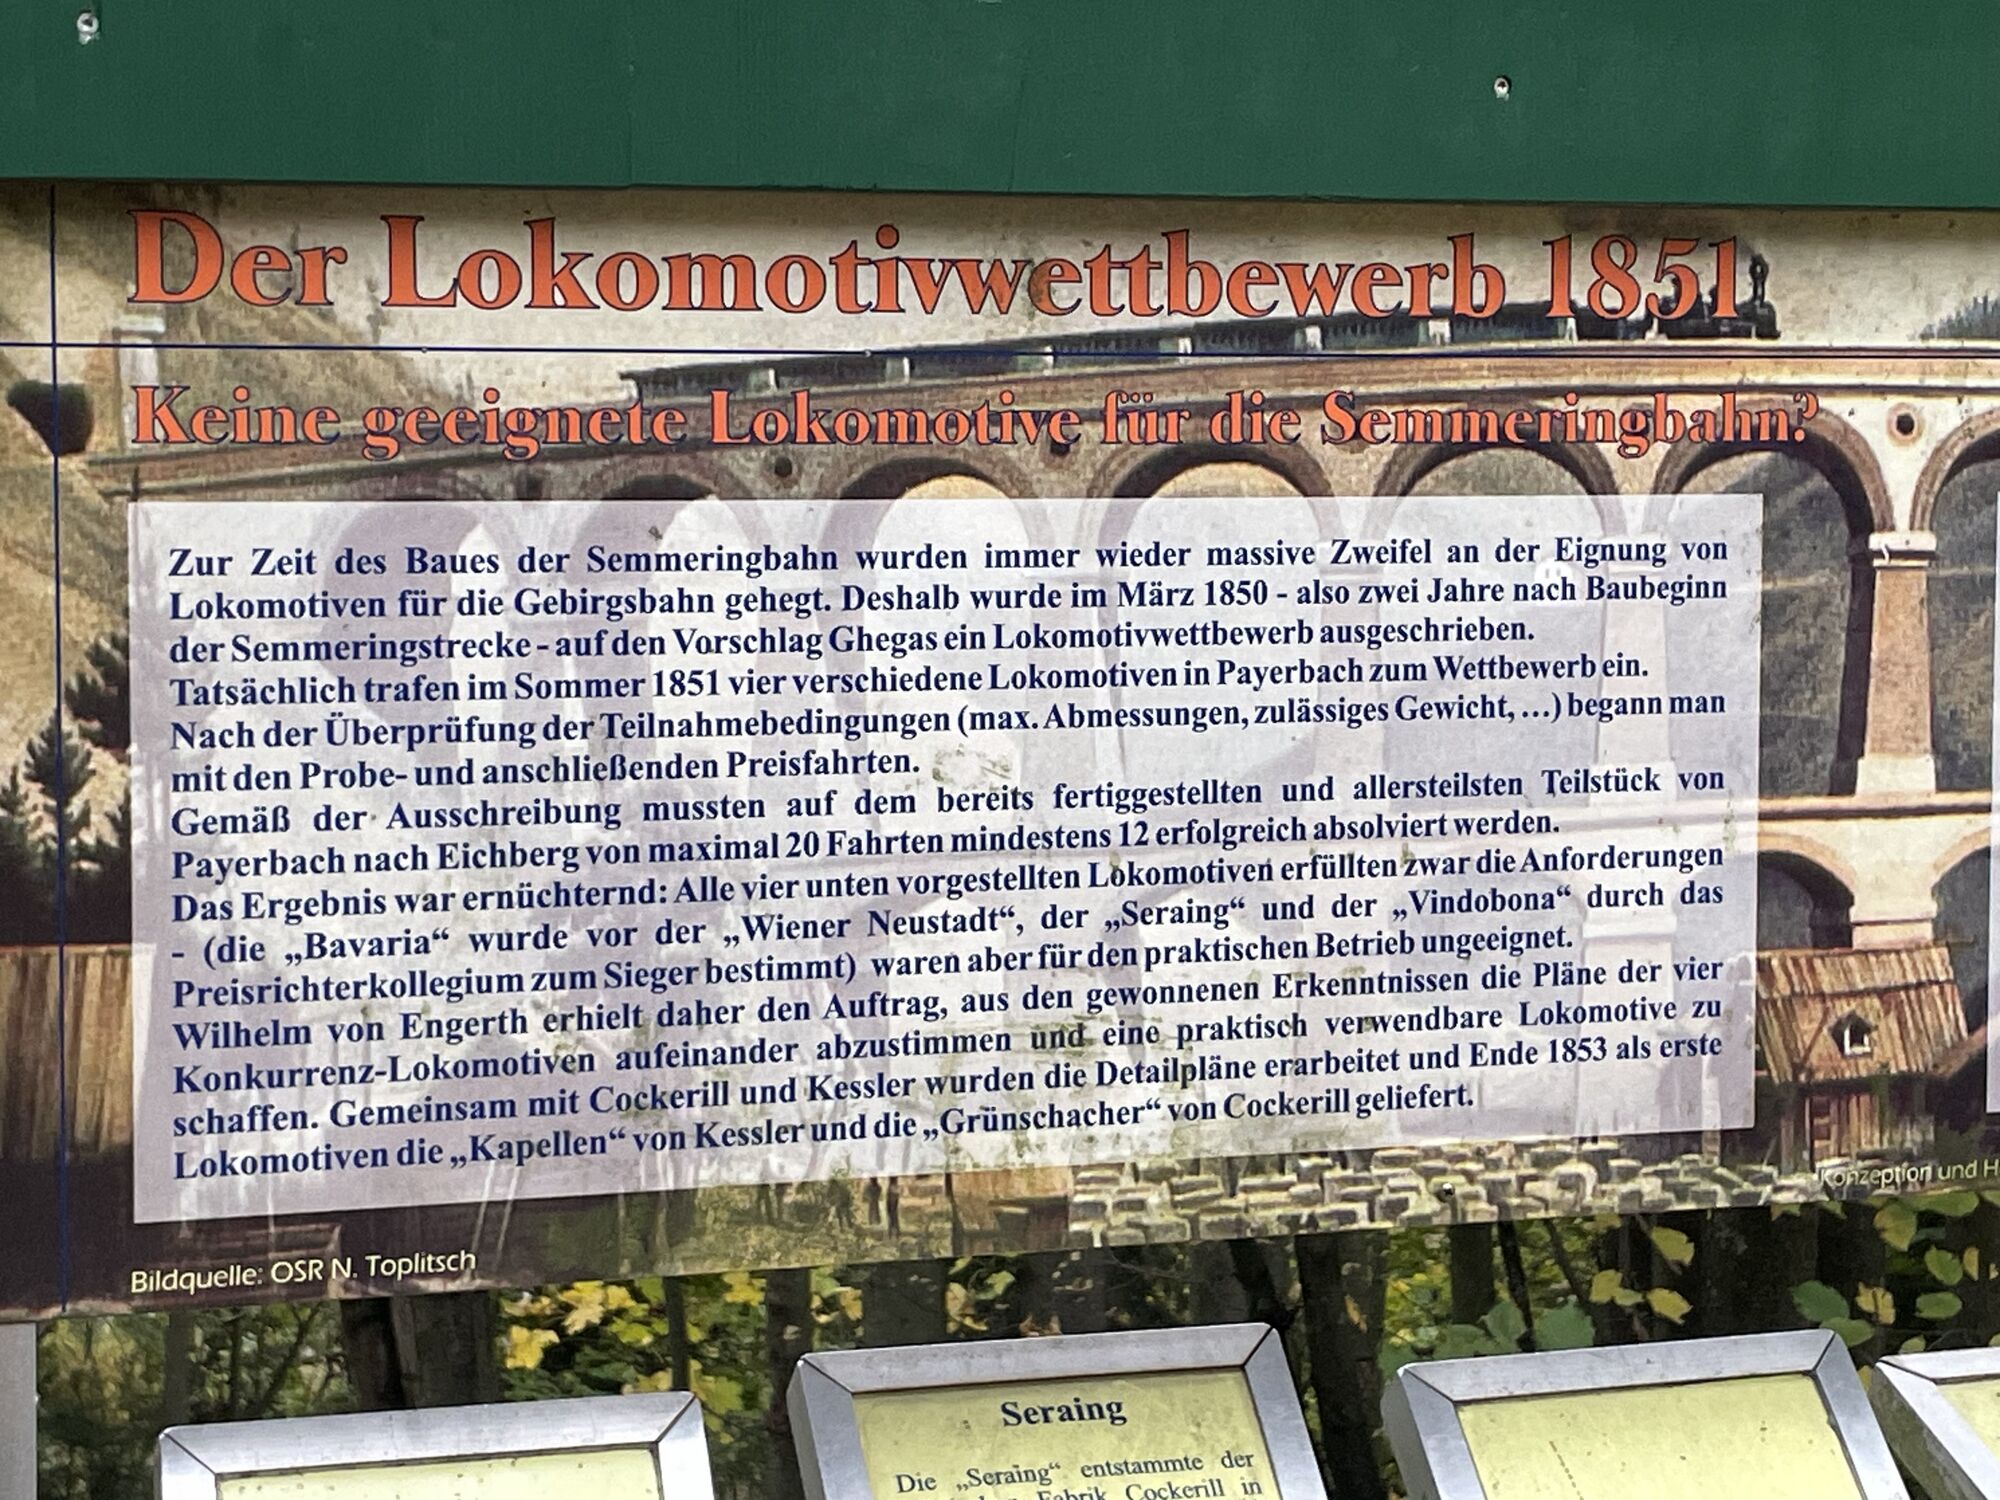 Der Lokomotivwettbewerb 1851
Keine geeignete Lokomotive für die Semmeringbahn?
Zur Zeit des Baues der Semmeringbahn wurden immer wieder massive Zweifel an der Eignung von
Lokomotiven für die Gebirgsbahn gehegt. Deshalb wurde im März 1850 - also zwei Jahre nach Baubeginn
der Semmeringstrecke - auf den Vorschlag Ghegas ein Lokomotivwettbewerb ausgeschrieben.
Tatsächlich trafen im Sommer 1851 vier verschiedene Lokomotiven in Payerbach zum Wettbewerb ein.
Nach der Überprüfung der Teilnahmebedingungen (max. Abmessungen, zulässiges Gewicht, ...) begann man
mit den Probe- und anschließenden Preisfahrten.
Gemäß der Ausschreibung mussten auf dem bereits fertiggestellten und allersteilsten Teilstück von
Payerbach nach Eichberg von maximal 20 Fahrten mindestens 12 erfolgreich absolviert werden.
Das Ergebnis war ernüchternd: Alle vier unten vorgestellten Lokomotiven erfüllten zwar die Anforderungen
- (die „Bavaria“ wurde vor der „Wiener Neustadt“, der „Seraing“ und der „Vindobona“ durch das
Preisrichterkollegium zum Sieger bestimmt) waren aber für den praktischen Betrieb ungeeignet.
Wilhelm von Engerth erhielt daher den Auftrag, aus den gewonnenen Erkenntnissen die Pläne der vier
Konkurrenz-Lokomotiven aufeinander abzustimmen und eine praktisch verwendbare Lokomotive zu
schaffen. Gemeinsam mit Cockerill und Kessler wurden die Detailpläne erarbeitet und Ende 1853 als erste
Lokomotiven die „Kapellen“ von Kessler und die „Grünschacher“ von Cockerill geliefert.
Konzeption und
Bildquelle: OSR N. Toplitsch
Seraing
Die „Seraing“ entstammte der
Fabrik Cockerill in